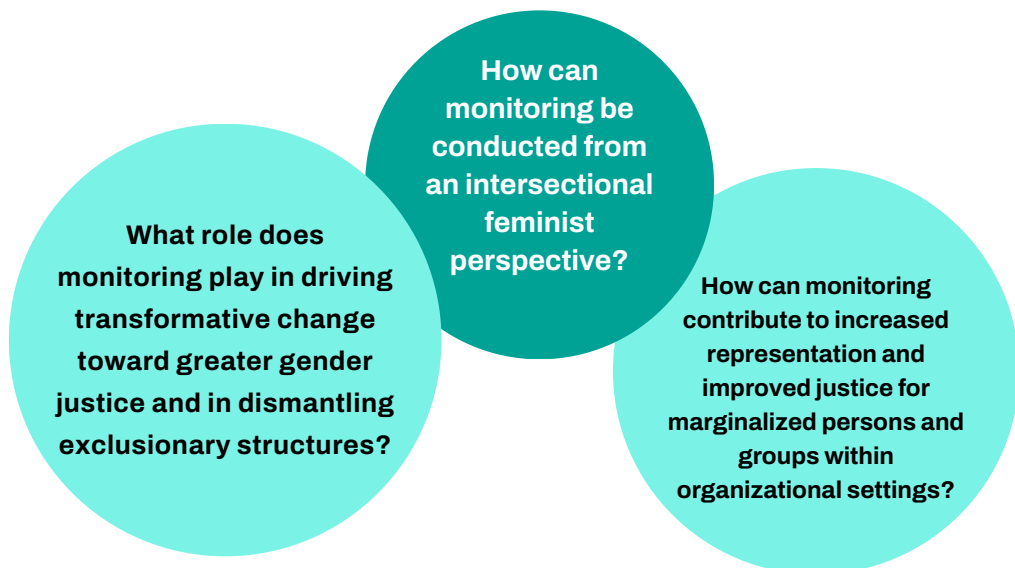 What role does
monitoring play in driving
transformative change
toward greater gender
justice and in dismantling
exclusionary structures?
How can
monitoring be
conducted from
an intersectional
feminist
perspective?
How can monitoring
contribute to increased
representation and
improved justice for
marginalized persons and
groups within
organizational settings?